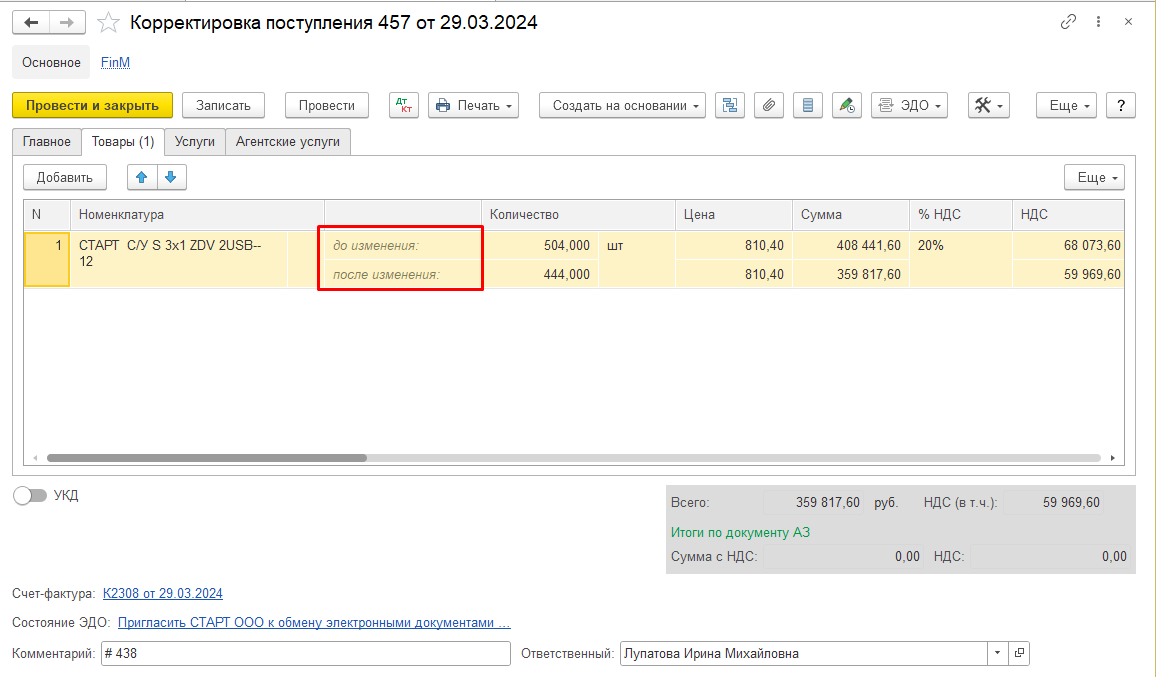 Корректировка поступления 457 от 29.03.2024
Основное FinM
Провести и закрыть Записать Провести Дт Кт Печать Создать на основании ЭДО Еще ?
Главное Товары (1) Услуги Агентские услуги
Добавить Еще
N Номенклатура Количество Цена Сумма % НДС НДС
1 СТАРТ С/У S 3x1 ZDV 2USB-- до изменения: 504,000 шт 810,40 408 441,60 20% 68 073,60
12 после изменения: 444,000 810,40 359 817,60 59 969,60
УКД
Всего: 359 817,60 руб. НДС (в т.ч.): 59 969,60
Итоги по документу АЗ
Сумма с НДС: 0,00 НДС: 0,00
Счет-фактура: К2308 от 29.03.2024
Состояние ЭДО: Пригласить СТАРТ ООО к обмену электронными документами ...
Комментарий: # 438 Ответственный: Лупатова Ирина Михайловна